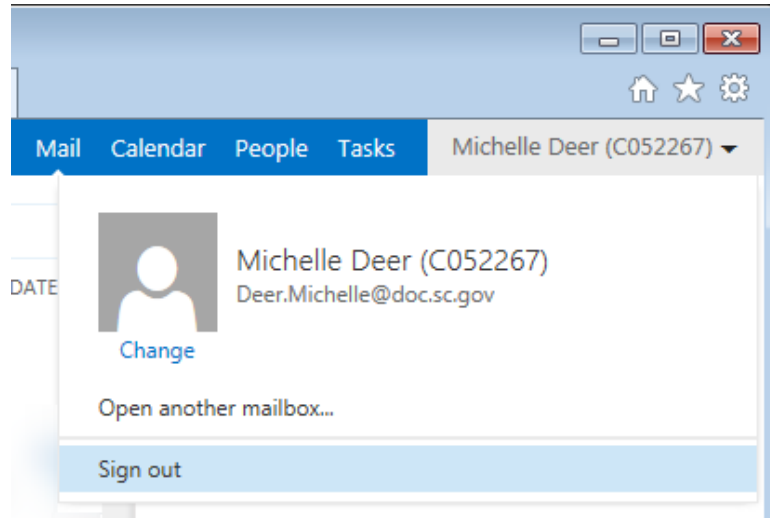 Mail Calendar People Tasks Michelle Deer (C052267)
Michelle Deer (C052267)
Deer.Michelle@doc.sc.gov
DATE
Change
Open another mailbox...
Sign out